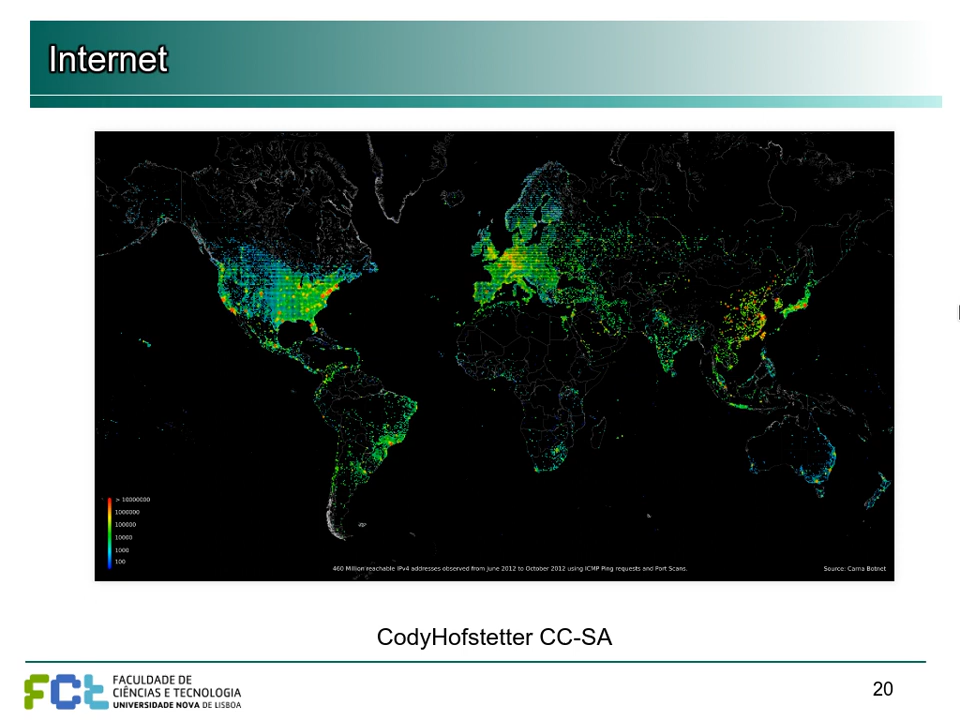 Internet
> 10000000
1000000
100000
10000
1000
100
460 Million reachable IPv4 addresses observed from June 2012 to October 2012 using ICMP Ping requests and Port Scans.
Source: Carna Botnet
CodyHofstetter CC-SA
FCt
FACULDADE DE
CIÊNCIAS E TECNOLOGIA
UNIVERSIDADE NOVA DE LISBOA
20